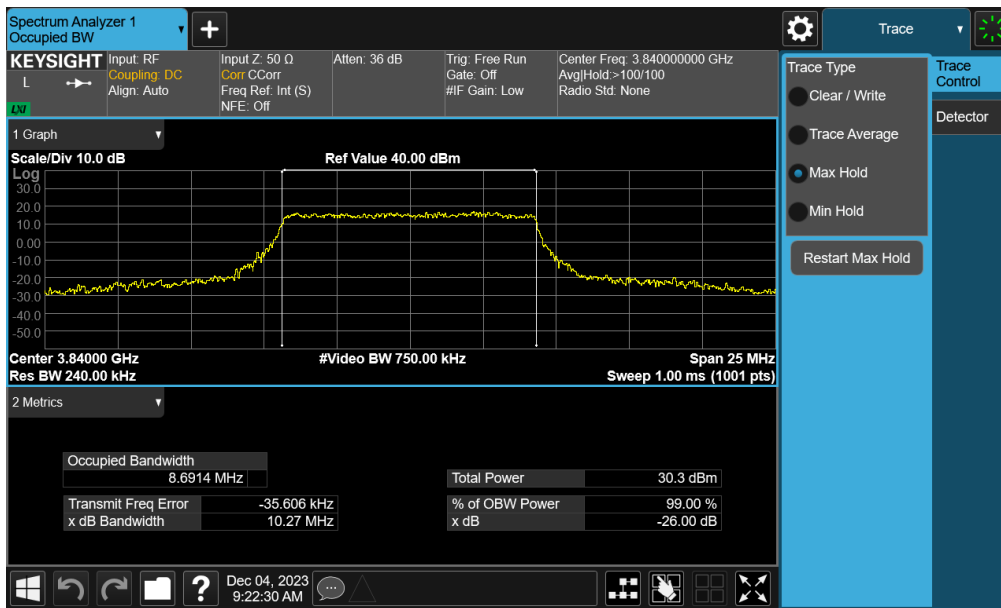 Spectrum Analyzer 1
Occupied BW
+
Trace
KEYSIGHT
L
LXI
Input: RF
Coupling: DC
Align: Auto
Input Z: 50 Ω
Corr CCorr
Freq Ref: Int (S)
NFE: Off
Atten: 36 dB
Trig: Free Run
Gate: Off
#IF Gain: Low
Center Freq: 3.840000000 GHz
Avg|Hold:>100/100
Radio Std: None
Trace Type
Clear / Write
Trace Average
Max Hold
Min Hold
Restart Max Hold
Trace
Control
Detector
1 Graph
Scale/Div 10.0 dB
Ref Value 40.00 dBm
Log
30.0
20.0
10.0
0.00
-10.0
-20.0
-30.0
-40.0
-50.0
Center 3.84000 GHz
#Video BW 750.00 kHz
Span 25 MHz
Res BW 240.00 kHz
Sweep 1.00 ms (1001 pts)
2 Metrics
Occupied Bandwidth
8.6914 MHz
Total Power 30.3 dBm
Transmit Freq Error -35.606 kHz
% of OBW Power 99.00 %
x dB Bandwidth 10.27 MHz
x dB -26.00 dB
?
Dec 04, 2023
9:22:30 AM